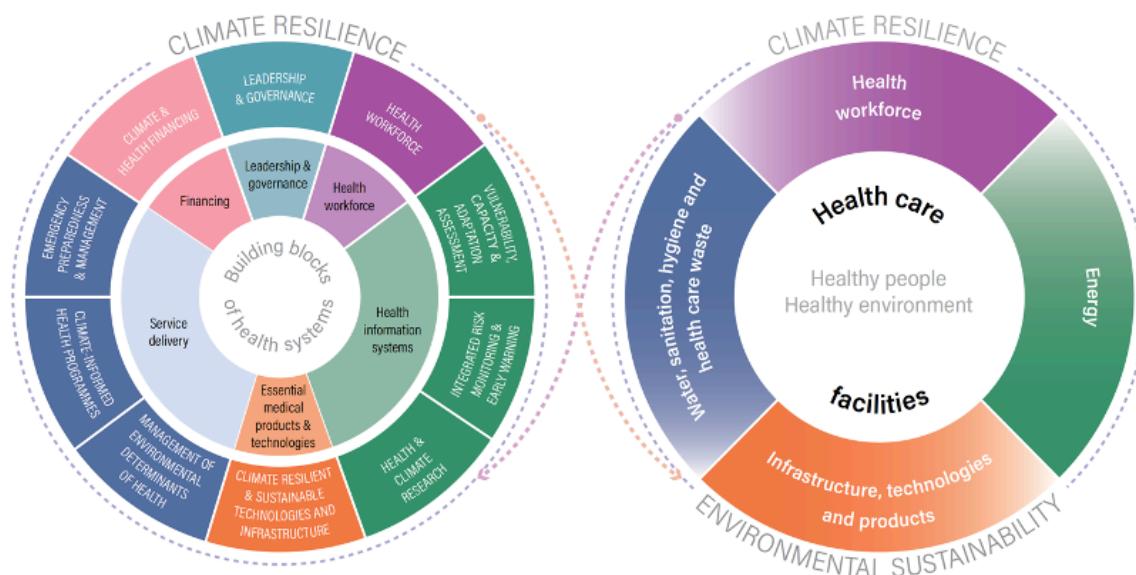 CLIMATE RESILIENCE
LEADERSHIP
& GOVERNANCE
HEALTH
WORKFORCE
VULNERABILITY,
CAPACITY &
ADAPTATION
ASSESSMENT
INTEGRATED RISK
MONITORING &
EARLY WARNING
HEALTH &
CLIMATE
RESEARCH
CLIMATE RESILIENT
& SUSTAINABLE
TECHNOLOGIES AND
INFRASTRUCTURE
MANAGEMENT OF
ENVIRONMENTAL
DETERMINANTS
OF HEALTH
CLIMATE-INFORMED
HEALTH PROGRAMMES
EMERGENCY
PREPAREDNESS
& MANAGEMENT
CLIMATE &
HEALTH FINANCING
Leadership &
governance
Health
workforce
Health
information
systems
Essential
medical
products &
technologies
Service
delivery
Financing
Building blocks
of health systems
CLIMATE RESILIENCE
Health
workforce
Energy
Infrastructure, technologies
and products
Water, sanitation, hygiene and
health care waste
Health care
Healthy people
Healthy environment
facilities
ENVIRONMENTAL SUSTAINABILITY